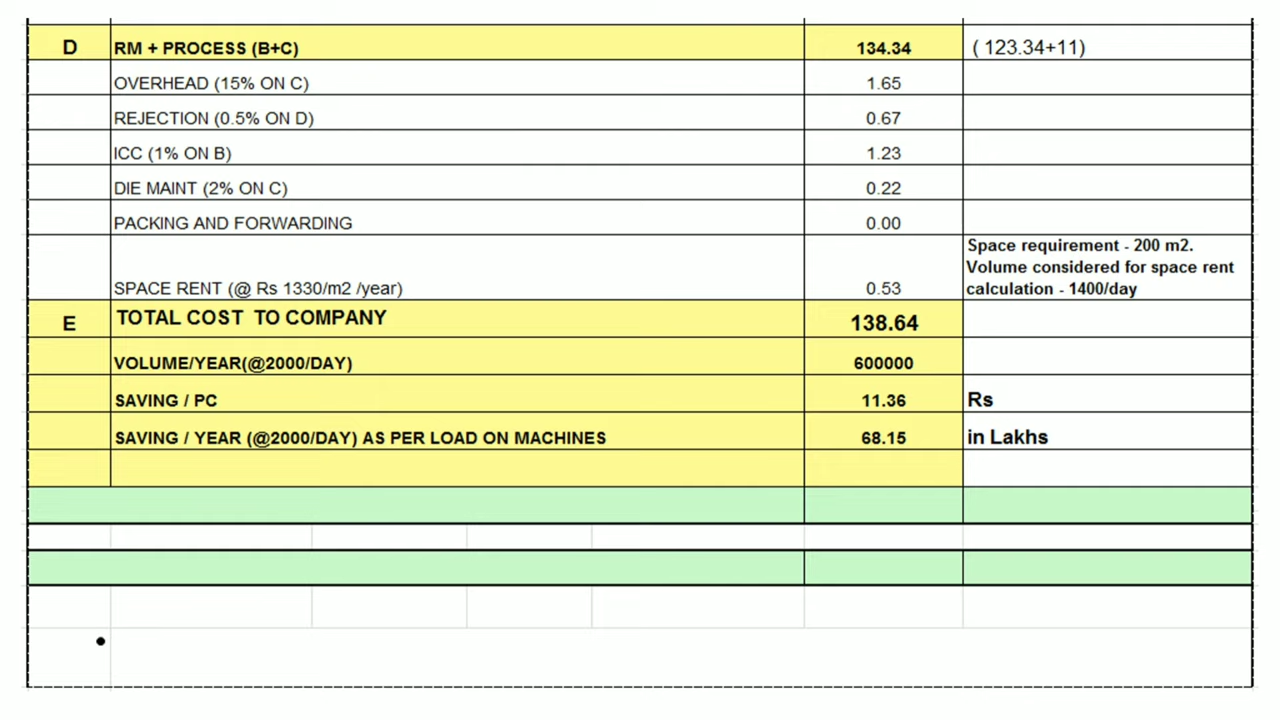 D RM + PROCESS (B+C) 134.34 ( 123.34+11)
OVERHEAD (15% ON C) 1.65
REJECTION (0.5% ON D) 0.67
ICC (1% ON B) 1.23
DIE MAINT (2% ON C) 0.22
PACKING AND FORWARDING 0.00
Space requirement - 200 m2.
Volume considered for space rent
SPACE RENT (@ Rs 1330/m2 /year) 0.53 calculation - 1400/day
E TOTAL COST TO COMPANY 138.64
VOLUME/YEAR(@2000/DAY) 600000
SAVING / PC 11.36 Rs
SAVING / YEAR (@2000/DAY) AS PER LOAD ON MACHINES 68.15 in Lakhs